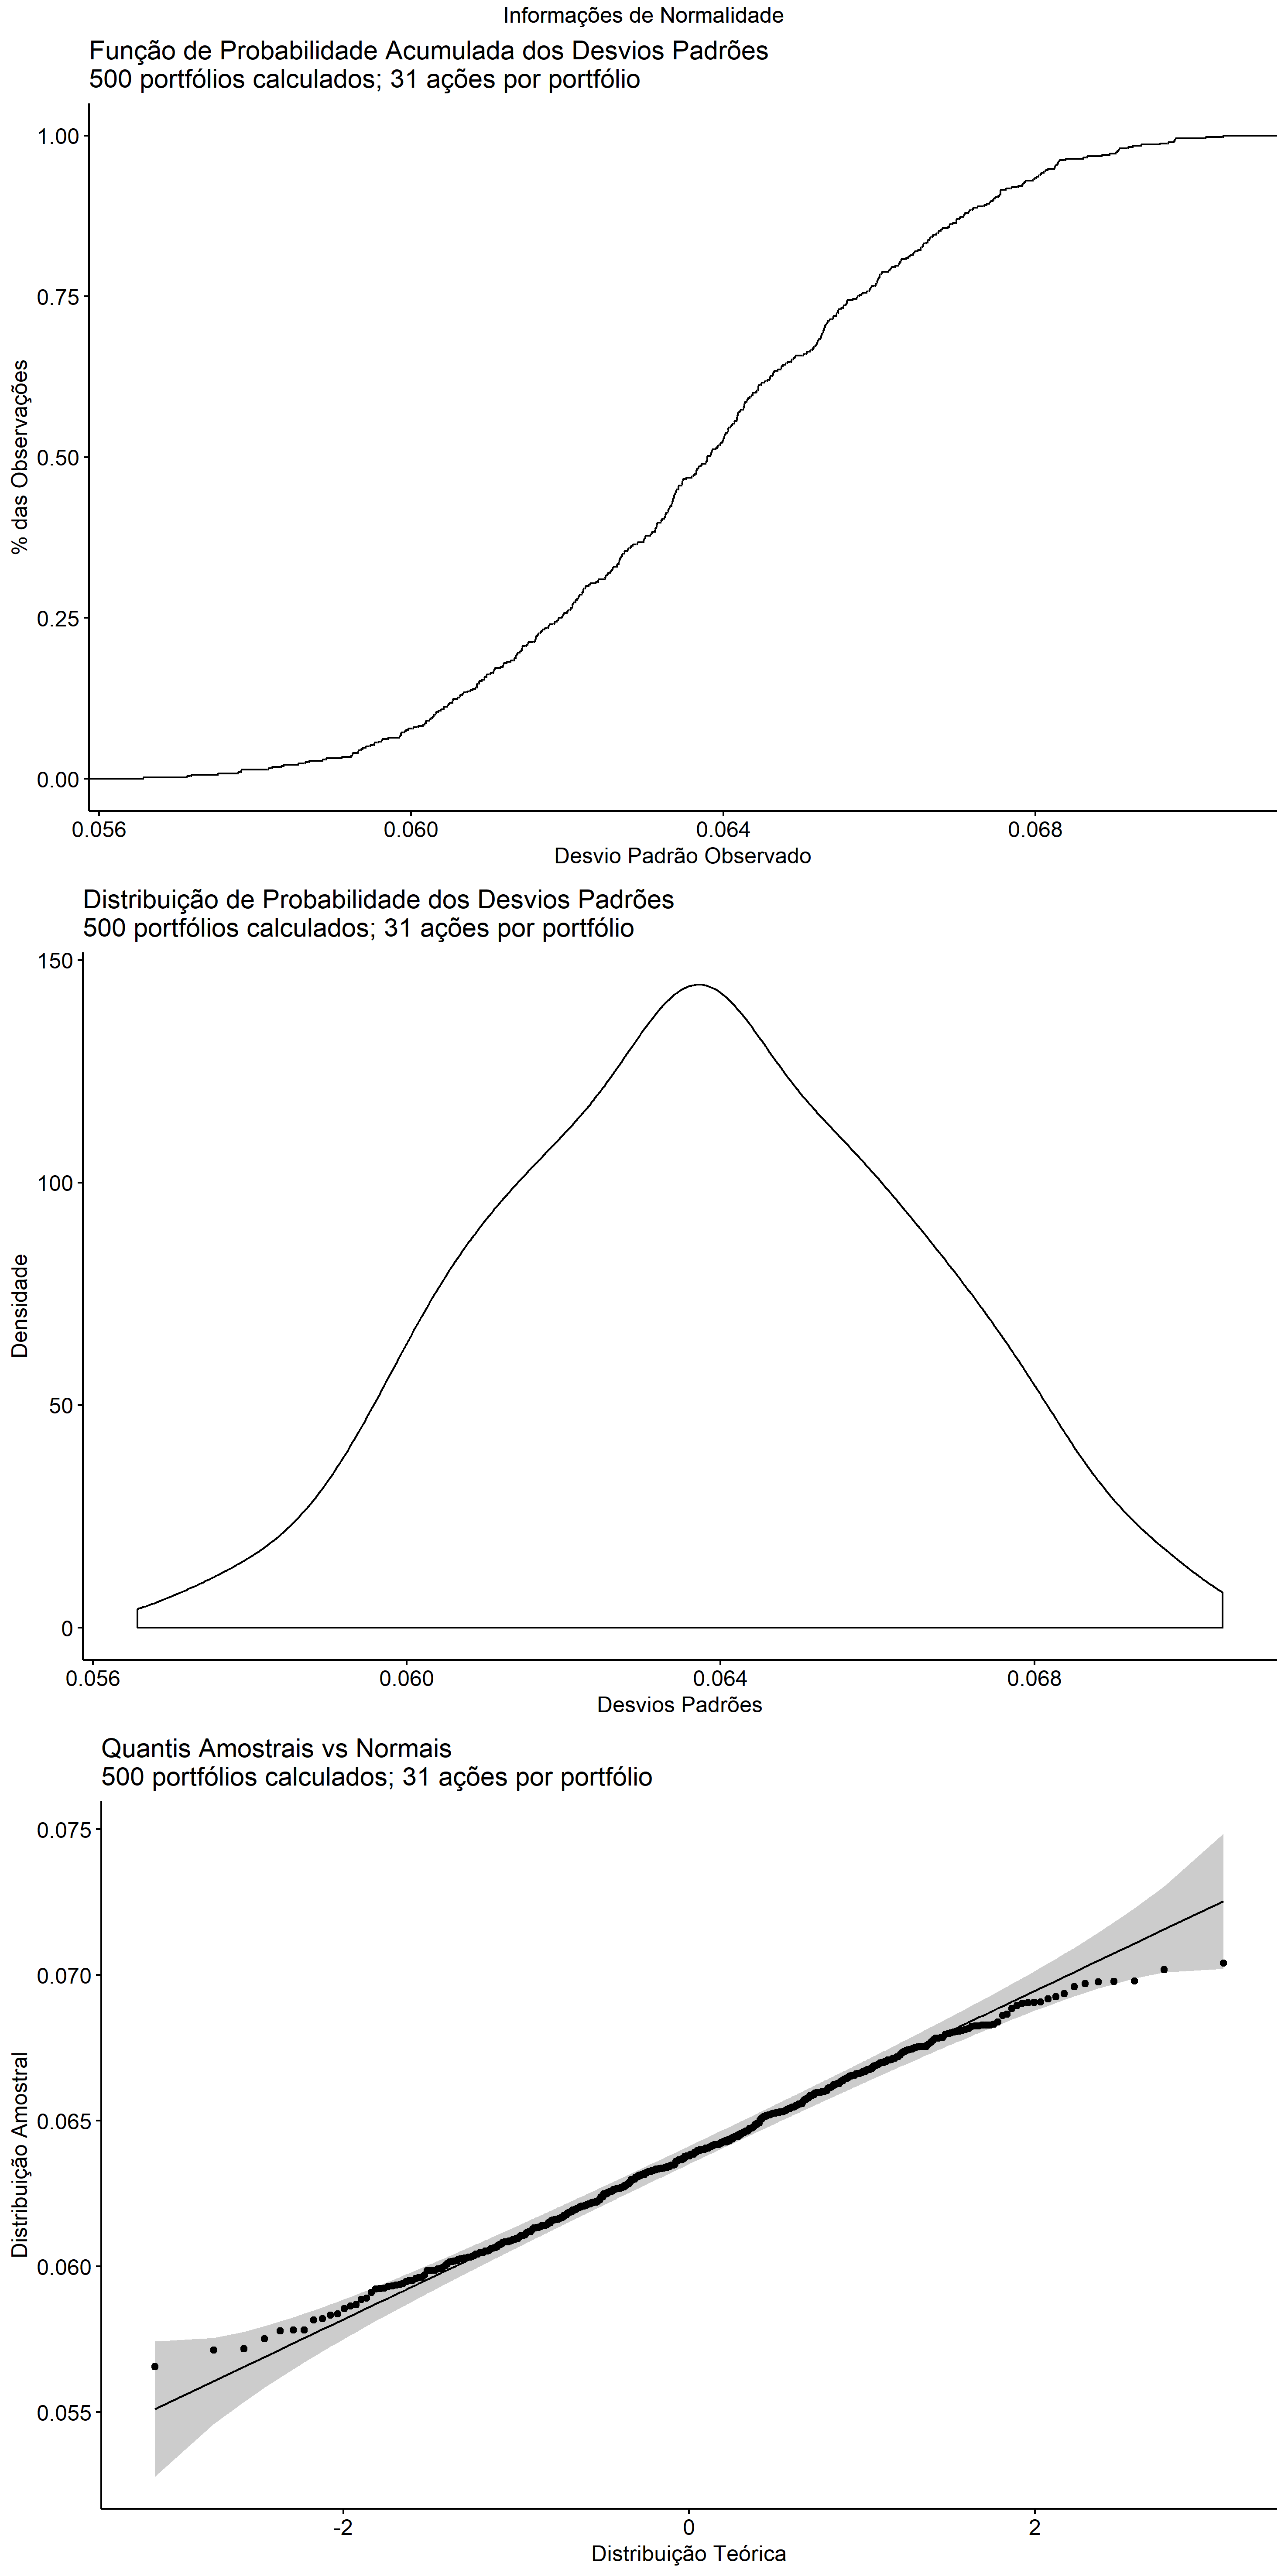 Informações de Normalidade
Função de Probabilidade Acumulada dos Desvios Padrões
500 portfólios calculados; 31 ações por portfólio
1.00
0.75
0.50
0.25
0.00
% das Observações
0.056 0.060 0.064 0.068
Desvio Padrão Observado
Distribuição de Probabilidade dos Desvios Padrões
500 portfólios calculados; 31 ações por portfólio
150
100
50
0
Densidade
0.056 0.060 0.064 0.068
Desvios Padrões
Quantis Amostrais vs Normais
500 portfólios calculados; 31 ações por portfólio
0.075
0.070
0.065
0.060
0.055
Distribuição Amostral
-2 0 2
Distribuição Teórica